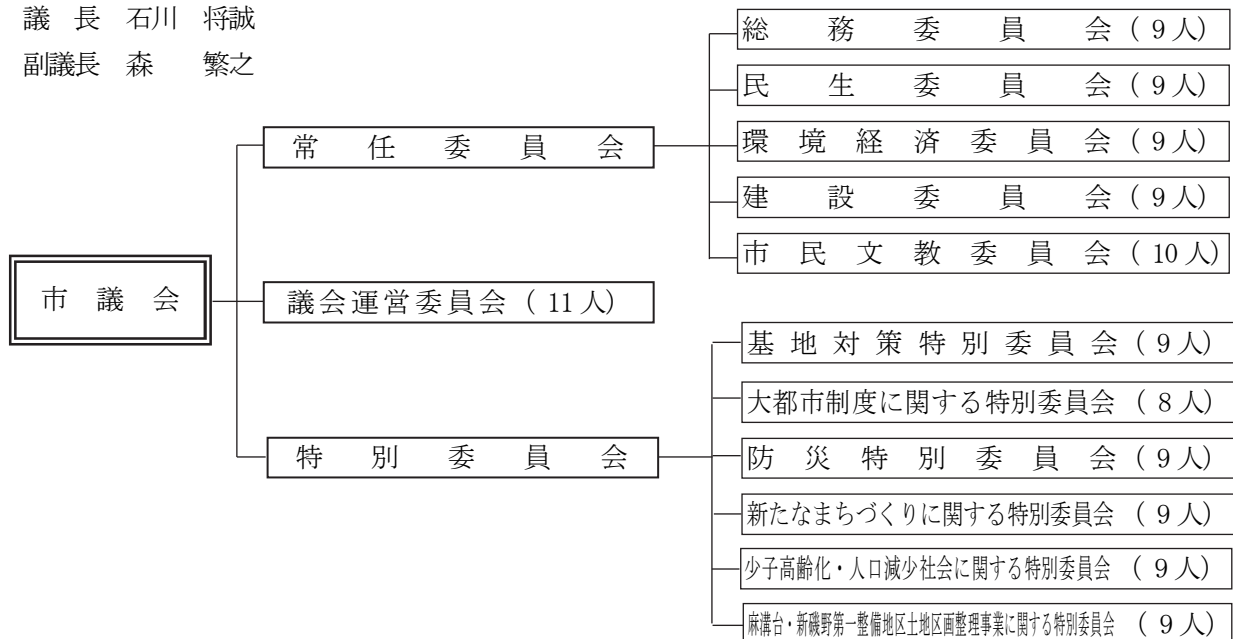 議長 石川 将誠
副議長 森 繁之
市議会
常任委員会
総務委員会(9人)
民生委員会(9人)
環境経済委員会(9人)
建設委員会(9人)
市民文教委員会(10人)
議会運営委員会(11人)
特別委員会
基地対策特別委員会(9人)
大都市制度に関する特別委員会(8人)
防災特別委員会(9人)
新たなまちづくりに関する特別委員会(9人)
少子高齢化・人口減少社会に関する特別委員会(9人)
麻溝台・新磯野第一整備地区土地区画整理事業に関する特別委員会(9人)